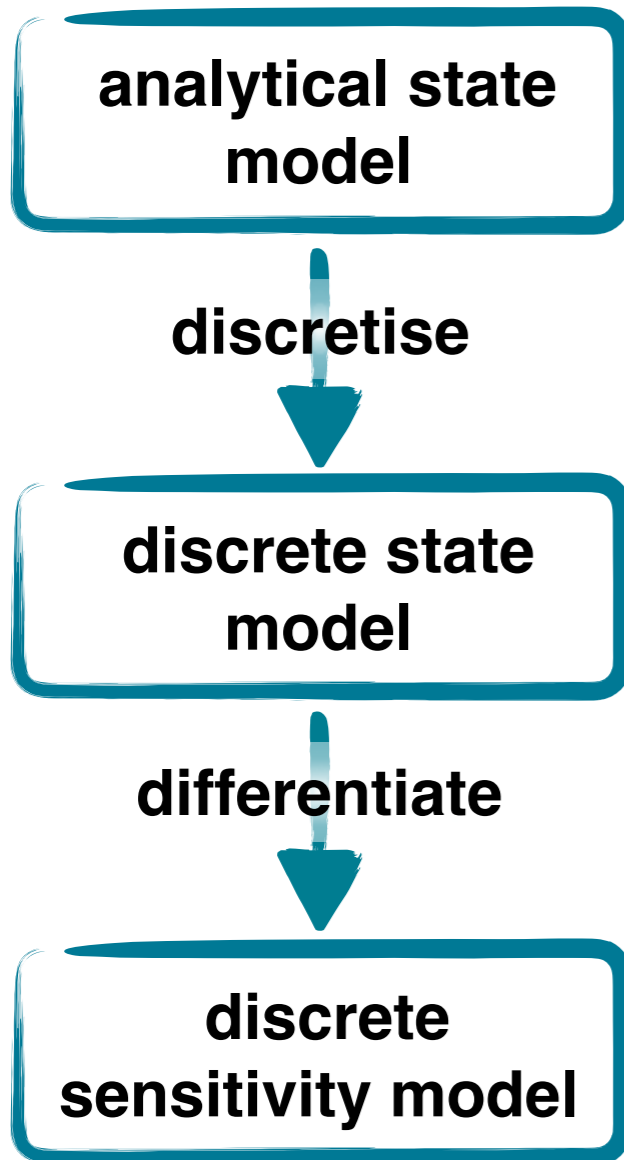 analytical state
model
discretise
discrete state
model
differentiate
discrete
sensitivity model